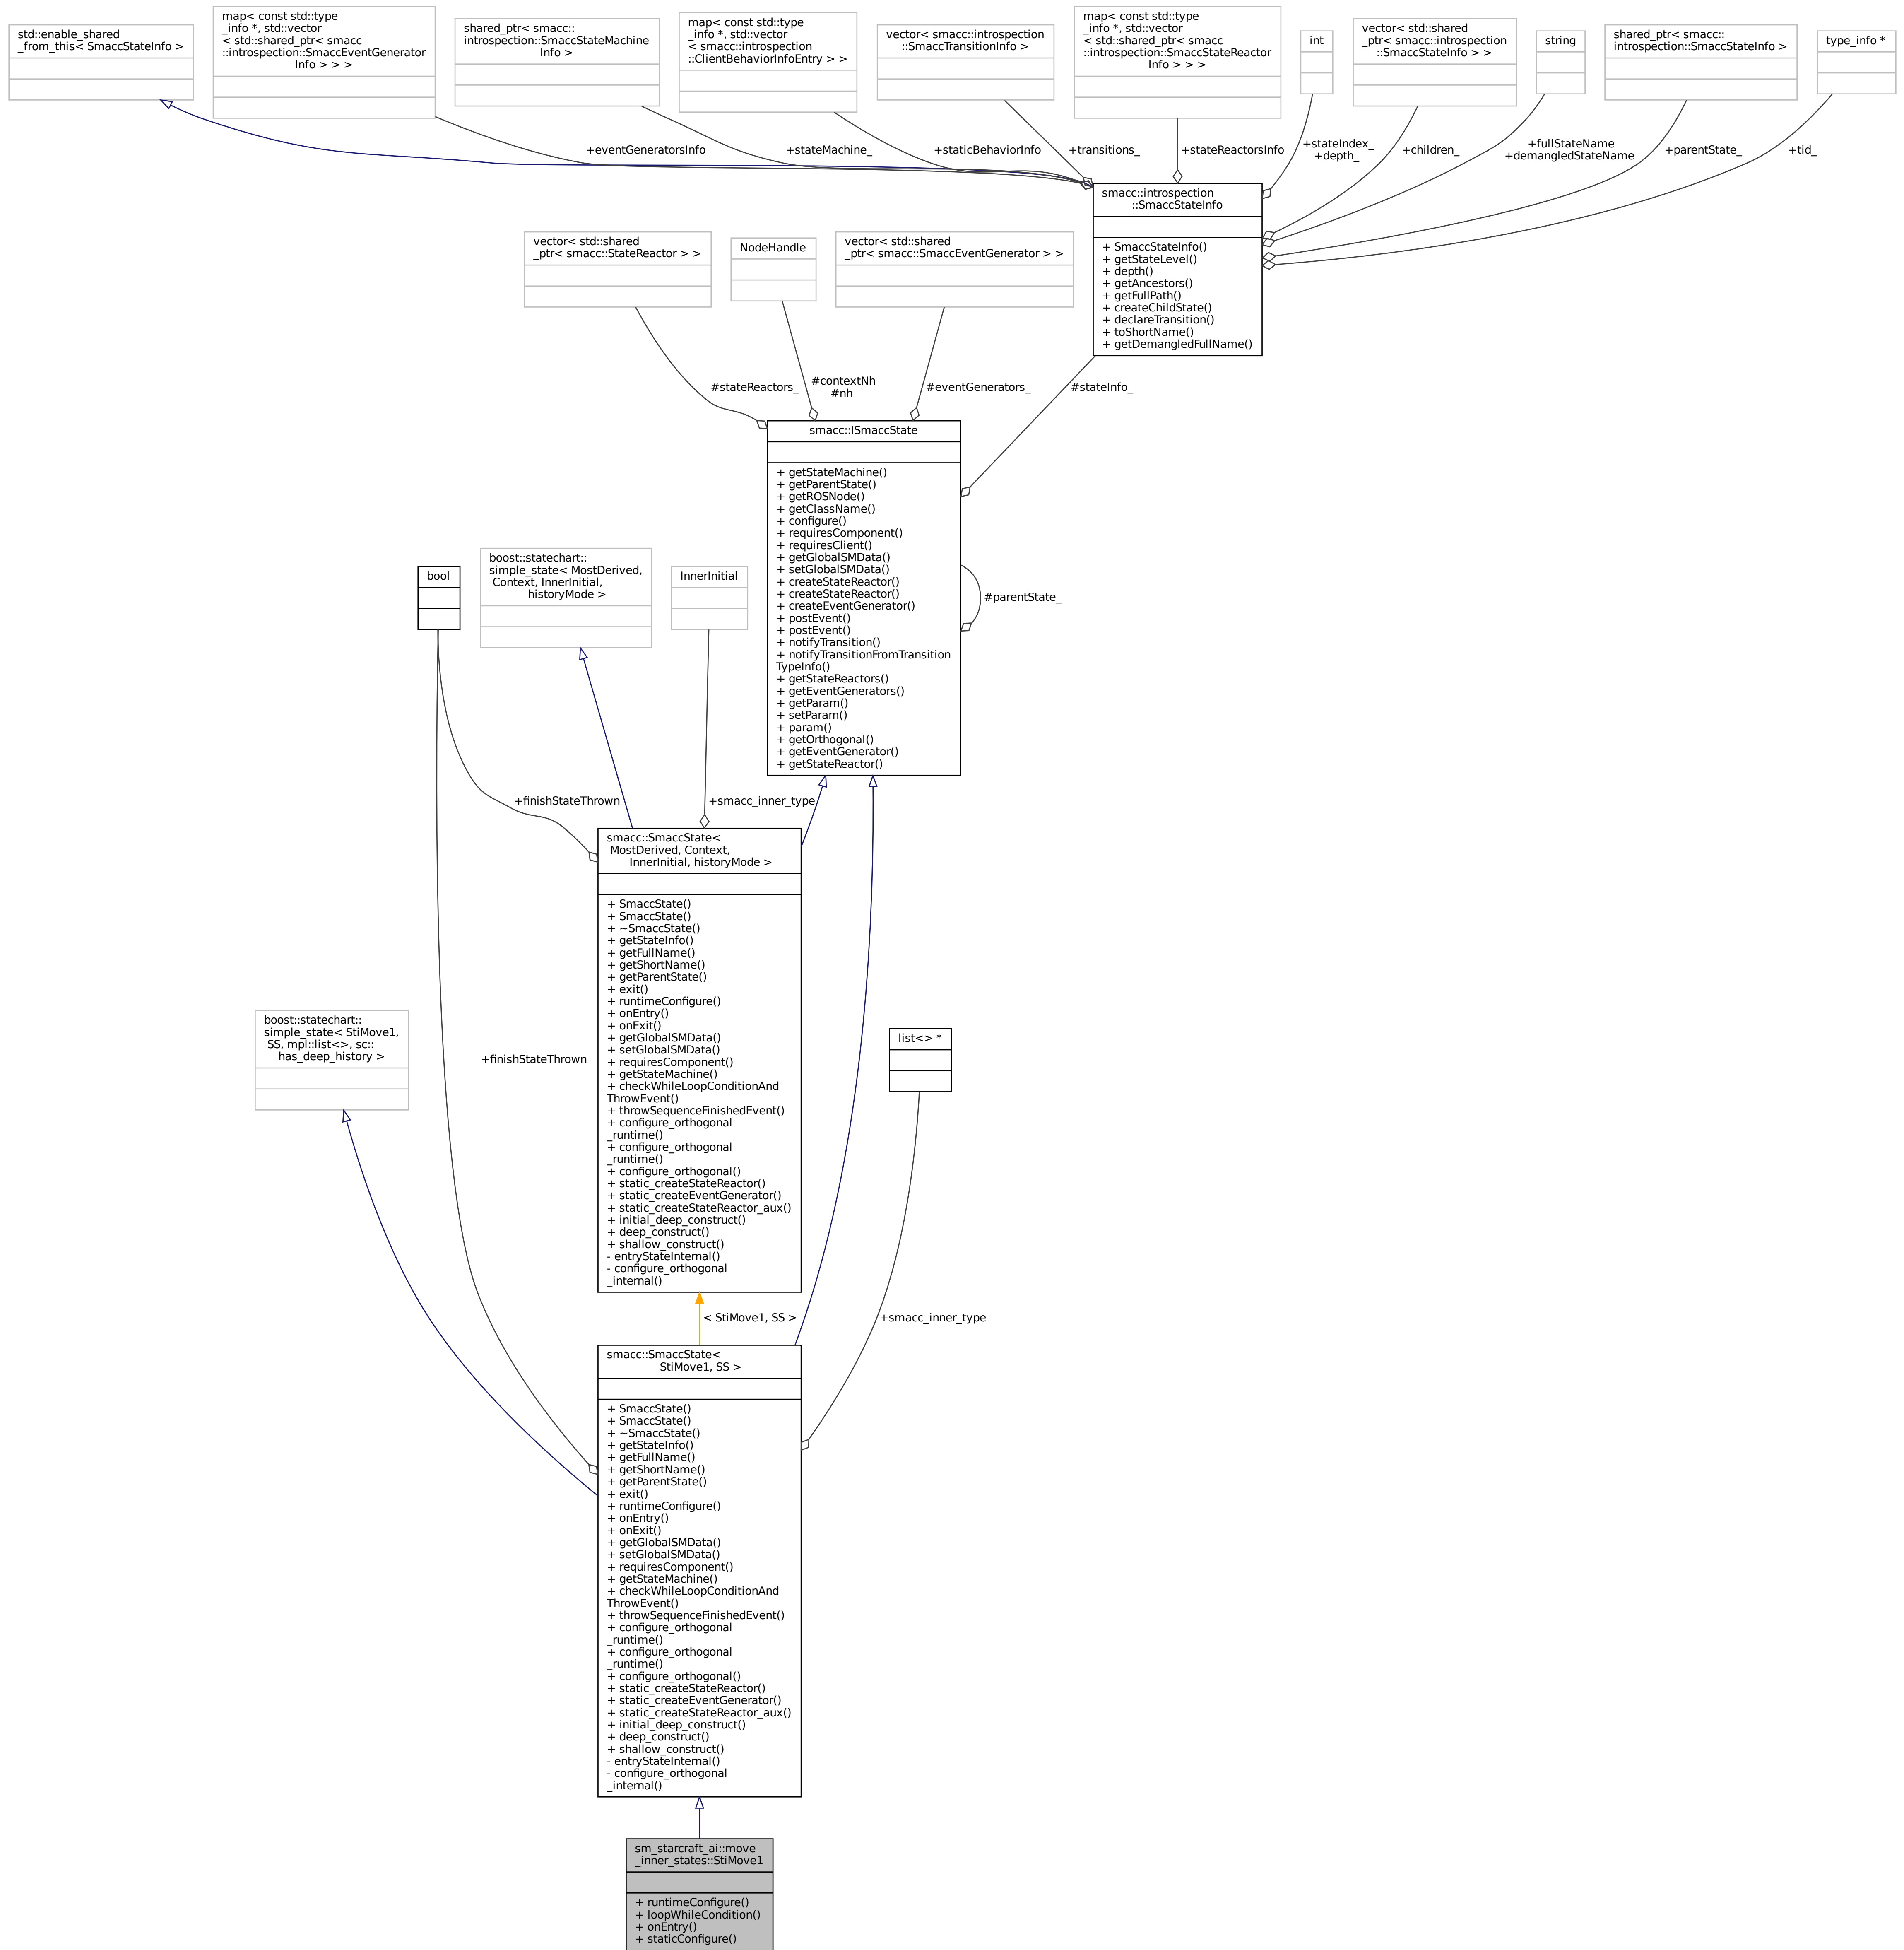 std::enable_shared
_from_this< SmaccStateInfo >
map< const std::type
_info *, std::vector
< std::shared_ptr< smacc
::introspection::SmaccEventGenerator
Info > > >
shared_ptr< smacc::
introspection::SmaccStateMachine
Info >
map< const std::type
_info *, std::vector
< smacc::introspection
::ClientBehaviorInfoEntry > >
vector< smacc::introspection
::SmaccTransitionInfo >
map< const std::type
_info *, std::vector
< std::shared_ptr< smacc
::introspection::SmaccStateReactor
Info > > >
int
vector< std::shared
_ptr< smacc::introspection
::SmaccStateInfo > >
string
shared_ptr< smacc::
introspection::SmaccStateInfo >
type_info *
+eventGeneratorsInfo
+stateMachine_
+staticBehaviorInfo
+transitions_
+stateReactorsInfo
+stateIndex_
+depth_
+children_
+fullStateName
+demangledStateName
+parentState_
+tid_
smacc::introspection
::SmaccStateInfo
+ SmaccStateInfo()
+ getStateLevel()
+ depth()
+ getAncestors()
+ getFullPath()
+ createChildState()
+ declareTransition()
+ toShortName()
+ getDemangledFullName()
vector< std::shared
_ptr< smacc::StateReactor > >
NodeHandle
vector< std::shared
_ptr< smacc::SmaccEventGenerator > >
#stateReactors_
#contextNh
#nh
#eventGenerators_
#stateInfo_
smacc::ISmaccState
+ getStateMachine()
+ getParentState()
+ getROSNode()
+ getClassName()
+ configure()
+ requiresComponent()
+ requiresClient()
+ getGlobalSMData()
+ setGlobalSMData()
+ createStateReactor()
+ createStateReactor()
+ createEventGenerator()
+ postEvent()
+ postEvent()
+ notifyTransition()
+ notifyTransitionFromTransition
TypeInfo()
+ getStateReactors()
+ getEventGenerators()
+ getParam()
+ setParam()
+ param()
+ getOrthogonal()
+ getEventGenerator()
+ getStateReactor()
#parentState_
bool
boost::statechart::
simple_state< MostDerived,
Context, InnerInitial,
historyMode >
InnerInitial
+finishStateThrown
+smacc_inner_type
smacc::SmaccState<
MostDerived, Context,
InnerInitial, historyMode >
+ SmaccState()
+ SmaccState()
+ ~SmaccState()
+ getStateInfo()
+ getFullName()
+ getShortName()
+ getParentState()
+ exit()
+ runtimeConfigure()
+ onEntry()
+ onExit()
+ getGlobalSMData()
+ setGlobalSMData()
+ requiresComponent()
+ getStateMachine()
+ checkWhileLoopConditionAnd
ThrowEvent()
+ throwSequenceFinishedEvent()
+ configure_orthogonal
_runtime()
+ configure_orthogonal
_runtime()
+ configure_orthogonal()
+ static_createStateReactor()
+ static_createEventGenerator()
+ static_createStateReactor_aux()
+ initial_deep_construct()
+ deep_construct()
+ shallow_construct()
- entryStateInternal()
- configure_orthogonal
_internal()
boost::statechart::
simple_state< StiMove1,
SS, mpl::list<>, sc::
has_deep_history >
+finishStateThrown
list<> *
< StiMove1, SS >
+smacc_inner_type
smacc::SmaccState<
StiMove1, SS >
+ SmaccState()
+ SmaccState()
+ ~SmaccState()
+ getStateInfo()
+ getFullName()
+ getShortName()
+ getParentState()
+ exit()
+ runtimeConfigure()
+ onEntry()
+ onExit()
+ getGlobalSMData()
+ setGlobalSMData()
+ requiresComponent()
+ getStateMachine()
+ checkWhileLoopConditionAnd
ThrowEvent()
+ throwSequenceFinishedEvent()
+ configure_orthogonal
_runtime()
+ configure_orthogonal
_runtime()
+ configure_orthogonal()
+ static_createStateReactor()
+ static_createEventGenerator()
+ static_createStateReactor_aux()
+ initial_deep_construct()
+ deep_construct()
+ shallow_construct()
- entryStateInternal()
- configure_orthogonal
_internal()
sm_starcraft_ai::move
_inner_states::StiMove1
+ runtimeConfigure()
+ loopWhileCondition()
+ onEntry()
+ staticConfigure()